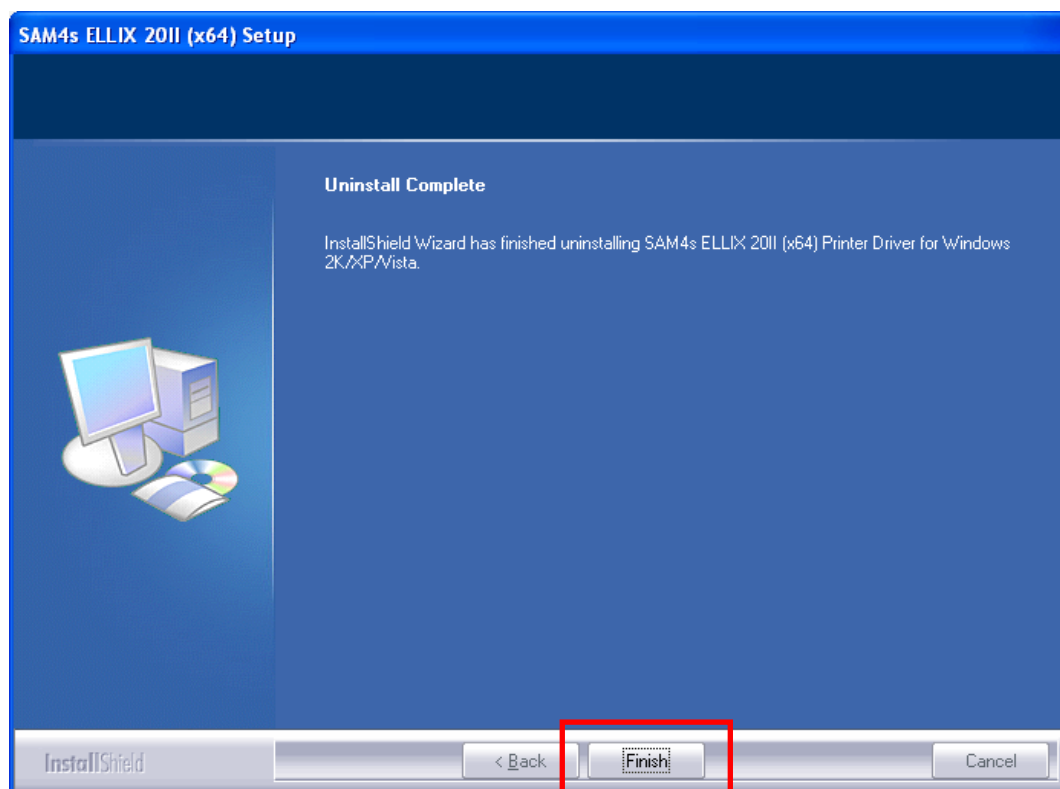 SAM4s ELLIX 20II (x64) Setup
Uninstall Complete
InstallShield Wizard has finished uninstalling SAM4s ELLIX 20II (x64) Printer Driver for Windows
2K/XP/Vista.
InstallShield
< Back
Finish
Cancel